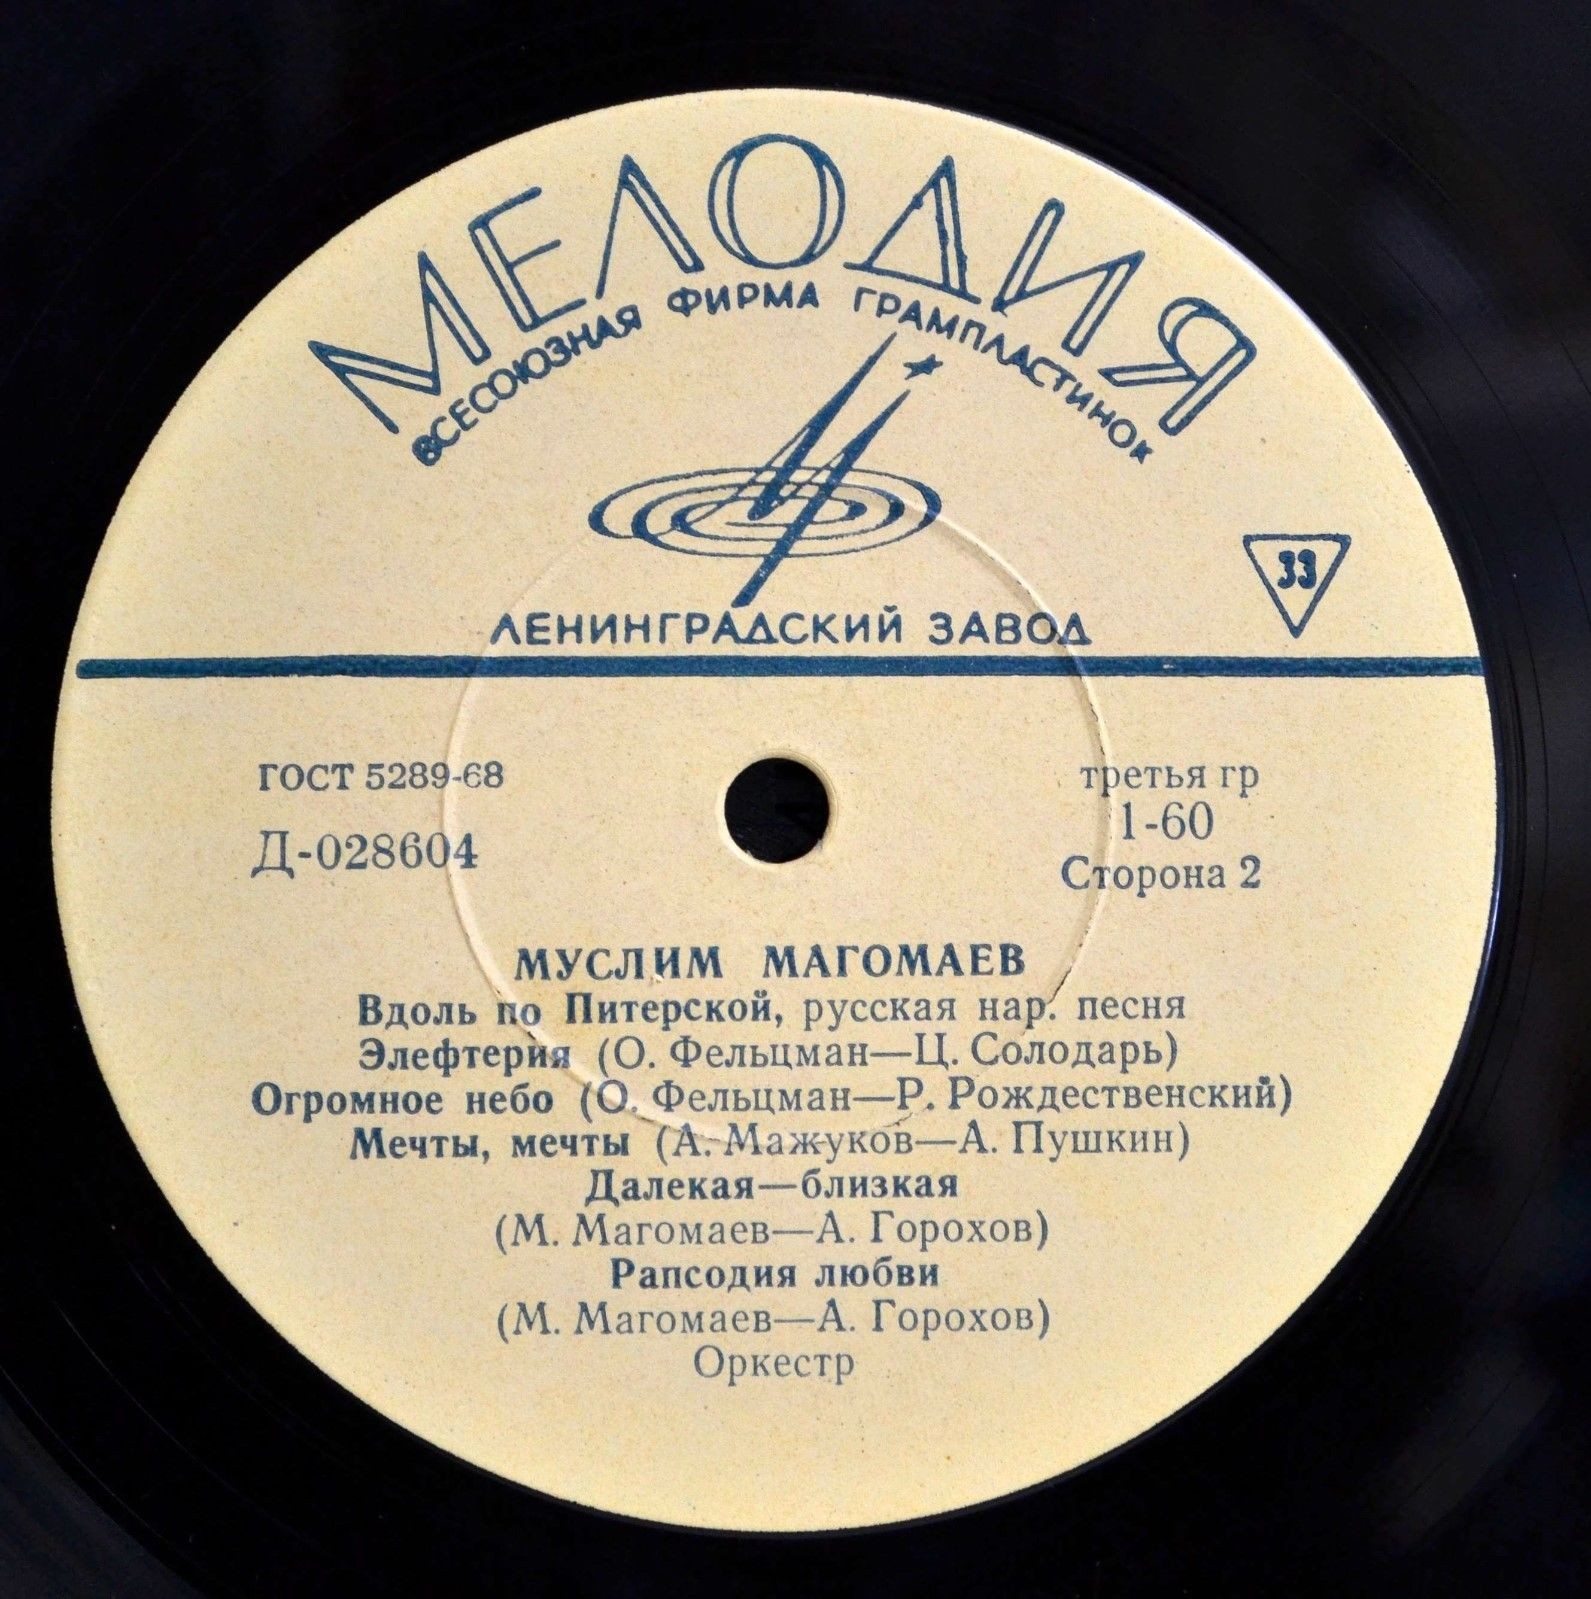 МЕЛОДИЯ
ВСЕСОЮЗНАЯ ФИРМА ГРАМПЛАСТИНОК
33
ЛЕНИНГРАДСКИЙ ЗАВОД
ГОСТ 5289-68
третья гр
Д-028604
1-60
Сторона 2
МУСЛИМ МАГОМАЕВ
Вдоль по Питерской, русская нар. песня
Элефтерия (О. Фельцман—Ц. Солодарь)
Огромное небо (О. Фельцман—Р. Рождественский)
Мечты, мечты (А. Мажуков—А. Пушкин)
Далекая—близкая
(М. Магомаев—А. Горохов)
Рапсодия любви
(М. Магомаев—А. Горохов)
Оркестр